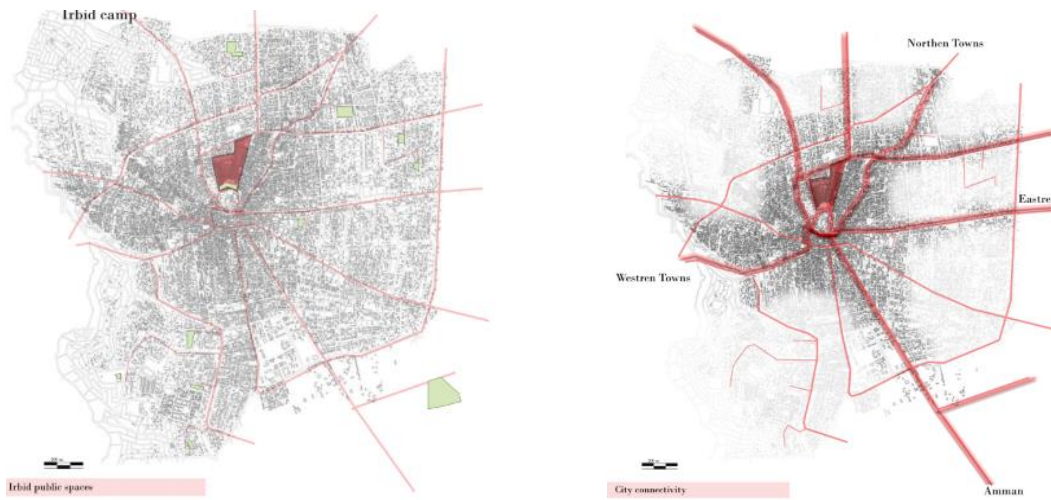 Irbid camp
Irbid public spaces
Northen Towns
Eastre
Westren Towns
Amman
City connectivity